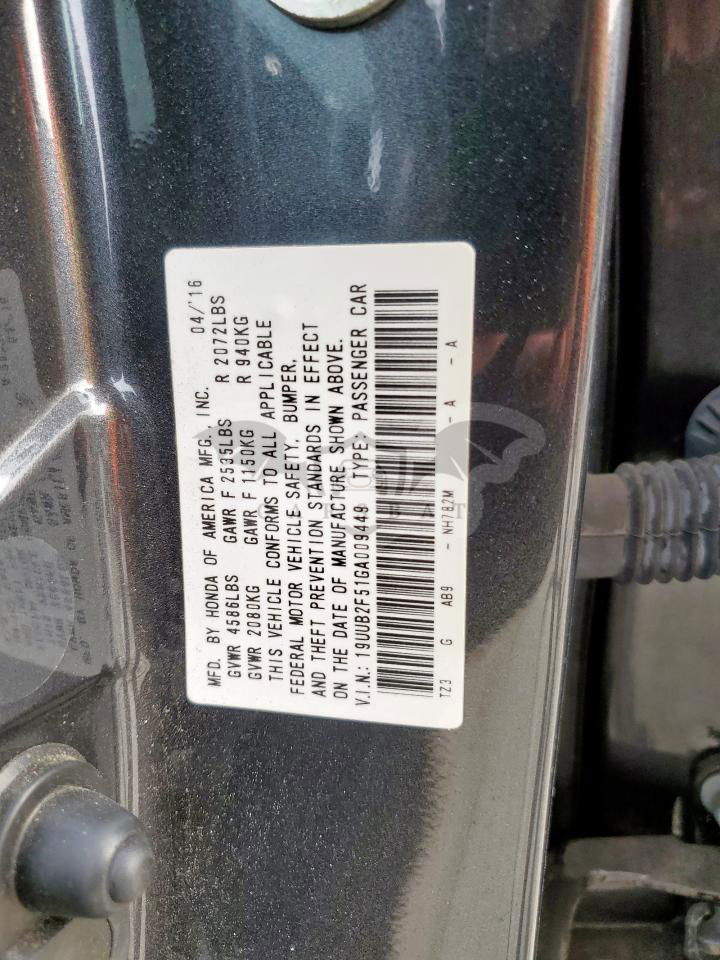 MFD. BY HONDA OF AMERICA MFG., INC. 04/'16
GVWR 4586LBS GAWR F 2535LBS R 2072LBS
GVWR 2080KG GAWR F 1150KG R 940KG
THIS VEHICLE CONFORMS TO ALL APPLICABLE
FEDERAL MOTOR VEHICLE SAFETY, BUMPER,
AND THEFT PREVENTION STANDARDS IN EFFECT
ON THE DATE OF MANUFACTURE SHOWN ABOVE.
V.I.N.: 19UUB2F51GA009449 TYPE: PASSENGER CAR
TZ3 G AB9 - NH782M - A - A